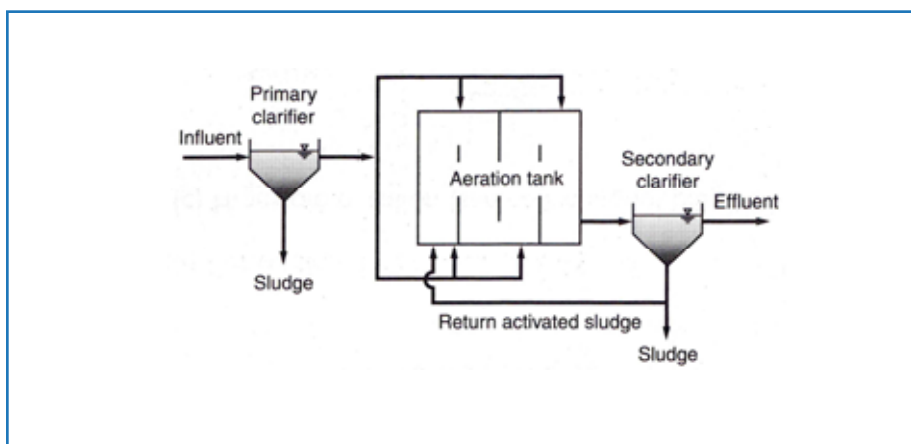 Primary
clarifier
Influent
Aeration tank
Secondary
clarifier
Effluent
Sludge
Return activated sludge
Sludge